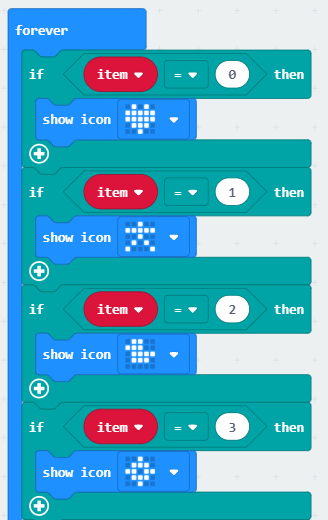 forever
if item = 0 then
show icon
if item = 1 then
show icon
if item = 2 then
show icon
if item = 3 then
show icon